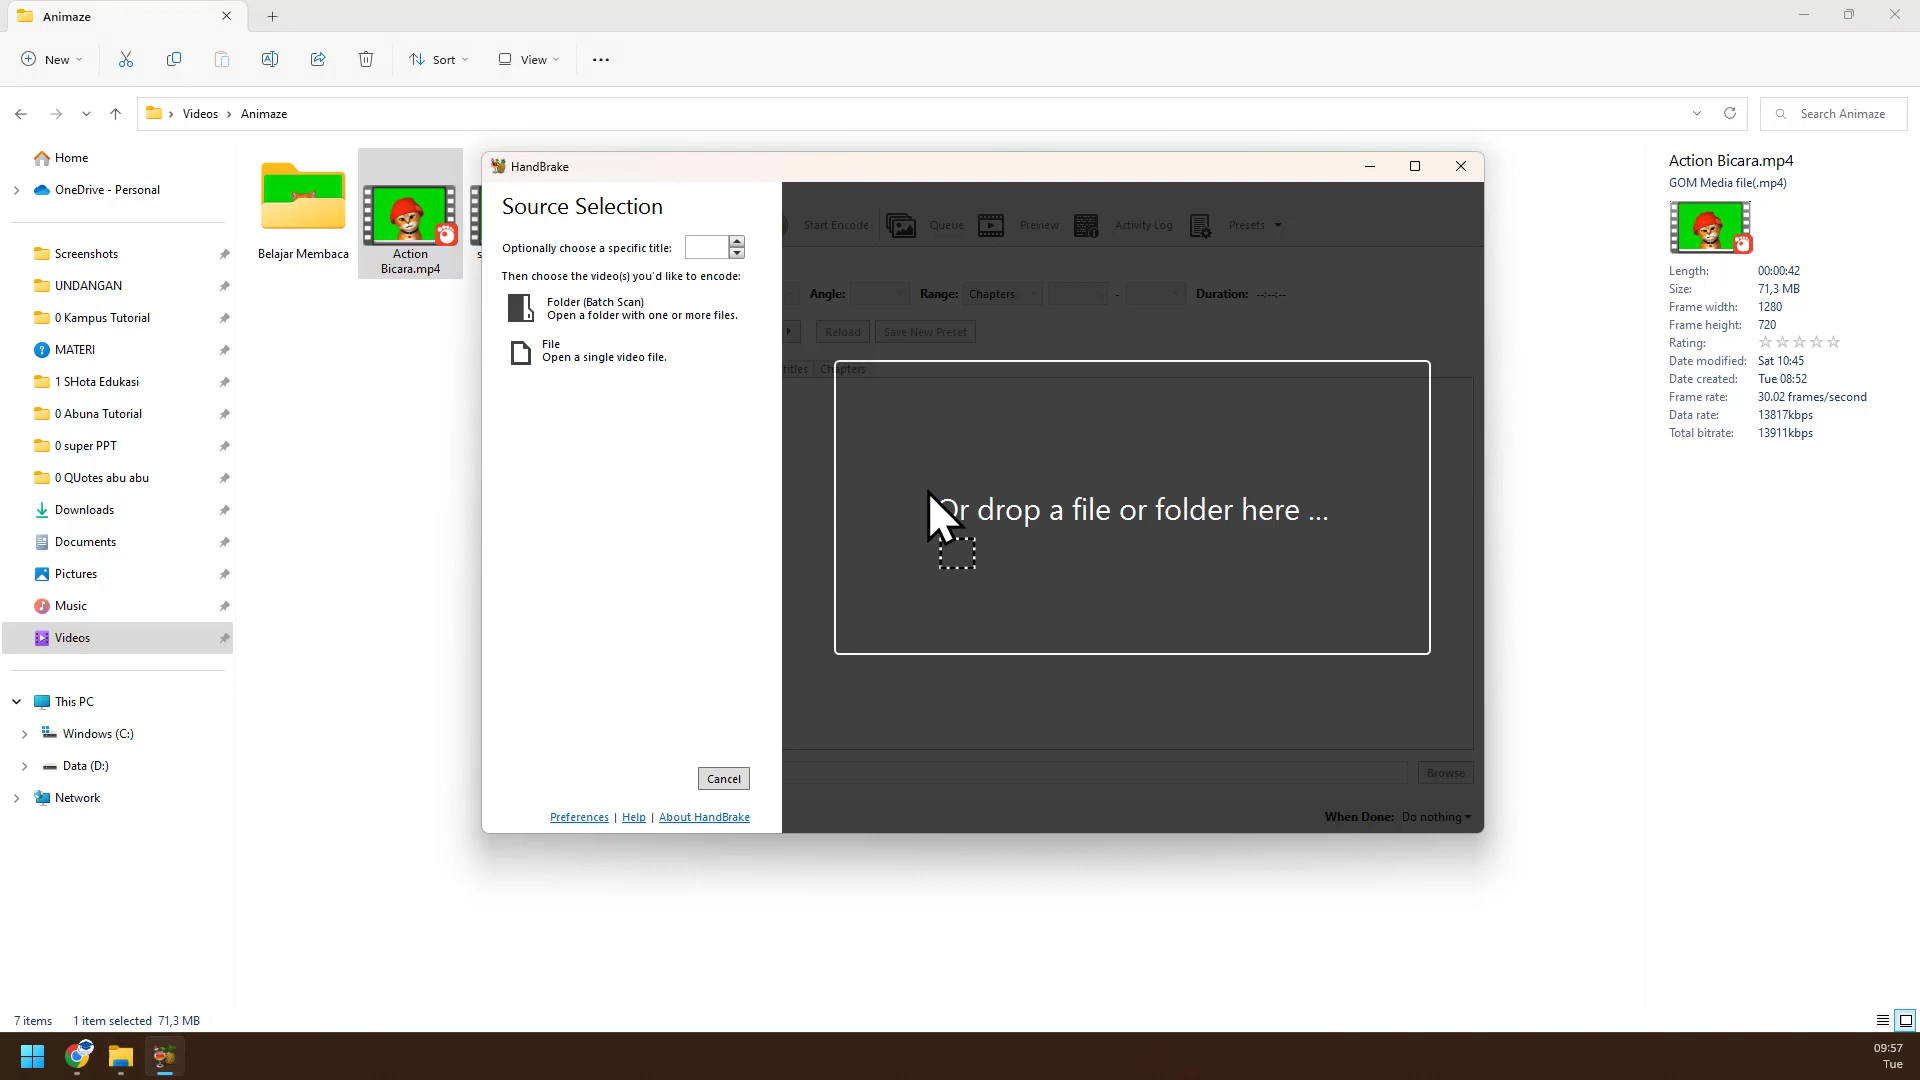 Animaze
New
Sort
View
Videos
Animaze
Search Animaze
Home
OneDrive - Personal
Screenshots
UNDANGAN
0 Kampus Tutorial
MATERI
1 SHota Edukasi
0 Abuna Tutorial
0 super PPT
0 QUotes abu abu
Downloads
Documents
Pictures
Music
Videos
This PC
Windows (C:)
Data (D:)
Network
Belajar Membaca
Action
Bicara.mp4
s
HandBrake
Source Selection
Optionally choose a specific title:
Then choose the video(s) you'd like to encode:
Folder (Batch Scan)
Open a folder with one or more files.
File
Open a single video file.
Cancel
Preferences | Help | About HandBrake
Start Encode
Queue
Preview
Activity Log
Presets
Angle:
Range: Chapters
-
Duration: --:--:--
Reload
Save New Preset
titles
Chapters
Or drop a file or folder here ...
Browse
When Done: Do nothing
Action Bicara.mp4
GOM Media file(.mp4)
Length: 00:00:42
Size: 71,3 MB
Frame width: 1280
Frame height: 720
Rating:
Date modified: Sat 10:45
Date created: Tue 08:52
Frame rate: 30.02 frames/second
Data rate: 13817kbps
Total bitrate: 13911kbps
7 items
1 item selected 71,3 MB
09:57
Tue